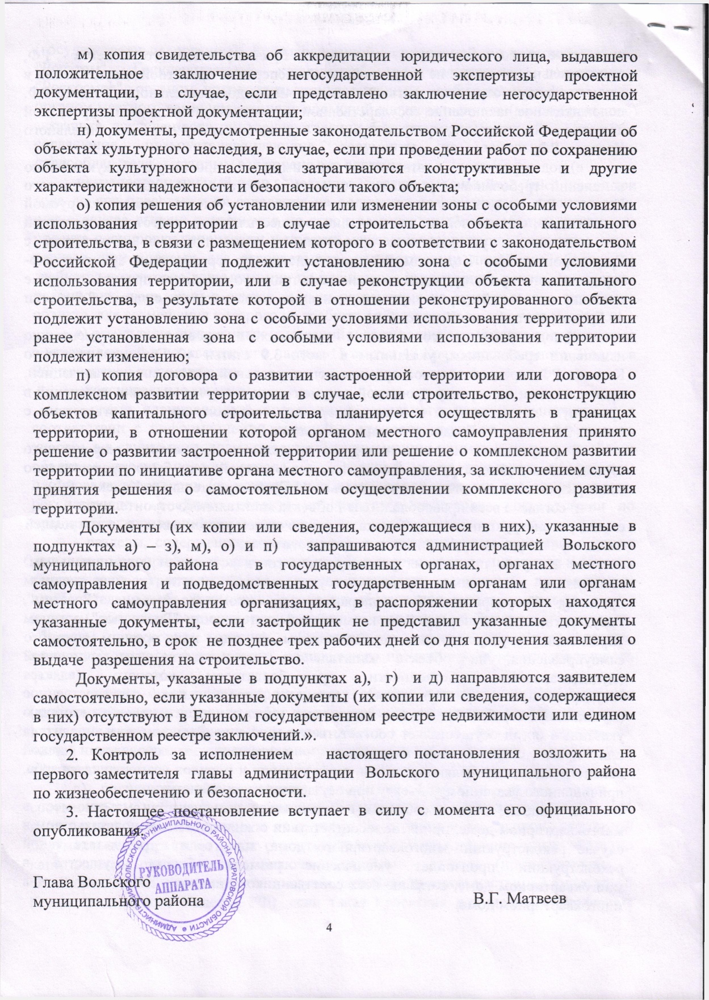 м) копия свидетельства об аккредитации юридического лица, выдавшего
положительное заключение негосударственной экспертизы проектной
документации, в случае, если представлено заключение негосударственной
экспертизы проектной документации;
н) документы, предусмотренные законодательством Российской Федерации об
объектах культурного наследия, в случае, если при проведении работ по сохранению
объекта культурного наследия затрагиваются конструктивные и другие
характеристики надежности и безопасности такого объекта;
о) копия решения об установлении или изменении зоны с особыми условиями
использования территории в случае строительства объекта капитального
строительства, в связи с размещением которого в соответствии с законодательством
Российской Федерации подлежит установлению зона с особыми условиями
использования территории, или в случае реконструкции объекта капитального
строительства, в результате которой в отношении реконструированного объекта
подлежит установлению зона с особыми условиями использования территории или
ранее установленная зона с особыми условиями использования территории
подлежит изменению;
п) копия договора о развитии застроенной территории или договора о
комплексном развитии территории в случае, если строительство, реконструкцию
объектов капитального строительства планируется осуществлять в границах
территории, в отношении которой органом местного самоуправления принято
решение о развитии застроенной территории или решение о комплексном развитии
территории по инициативе органа местного самоуправления, за исключением случая
принятия решения о самостоятельном осуществлении комплексного развития
территории.
Документы (их копии или сведения, содержащиеся в них), указанные в
подпунктах а) – з), м), о) и п) запрашиваются администрацией Вольского
муниципального района в государственных органах, органах местного
самоуправления и подведомственных государственным органам или органам
местного самоуправления организациях, в распоряжении которых находятся
указанные документы, если застройщик не представил указанные документы
самостоятельно, в срок не позднее трех рабочих дней со дня получения заявления о
выдаче разрешения на строительство.
Документы, указанные в подпунктах а), г) и д) направляются заявителем
самостоятельно, если указанные документы (их копии или сведения, содержащиеся
в них) отсутствуют в Едином государственном реестре недвижимости или едином
государственном реестре заключений.».
2. Контроль за исполнением настоящего постановления возложить на
первого заместителя главы администрации Вольского муниципального района
по жизнеобеспечению и безопасности.
3. Настоящее постановление вступает в силу с момента его официального
опубликования.
АДМИНИСТРАЦИЯ ВОЛЬСКОГО МУНИЦИПАЛЬНОГО РАЙОНА САРАТОВСКОЙ ОБЛАСТИ
РУКОВОДИТЕЛЬ
АППАРАТА
Глава Вольского
муниципального района В.Г. Матвеев
4